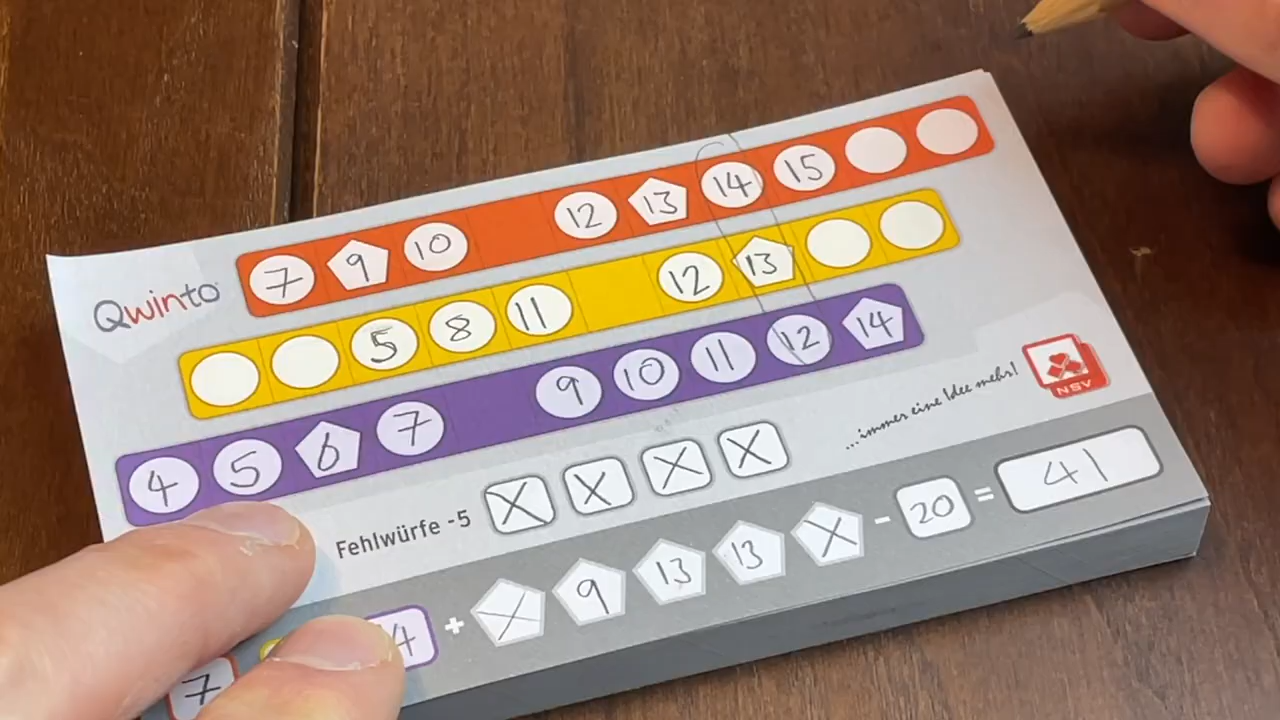 Qwinto
7 9 10 12 13 14 15
5 8 11 12 13
4 5 6 7 9 10 11 12 14
...immer eine Idee mehr!
NSV
Fehlwürfe -5 X X X X
7 4 + X 9 13 13 X - 20 = 41